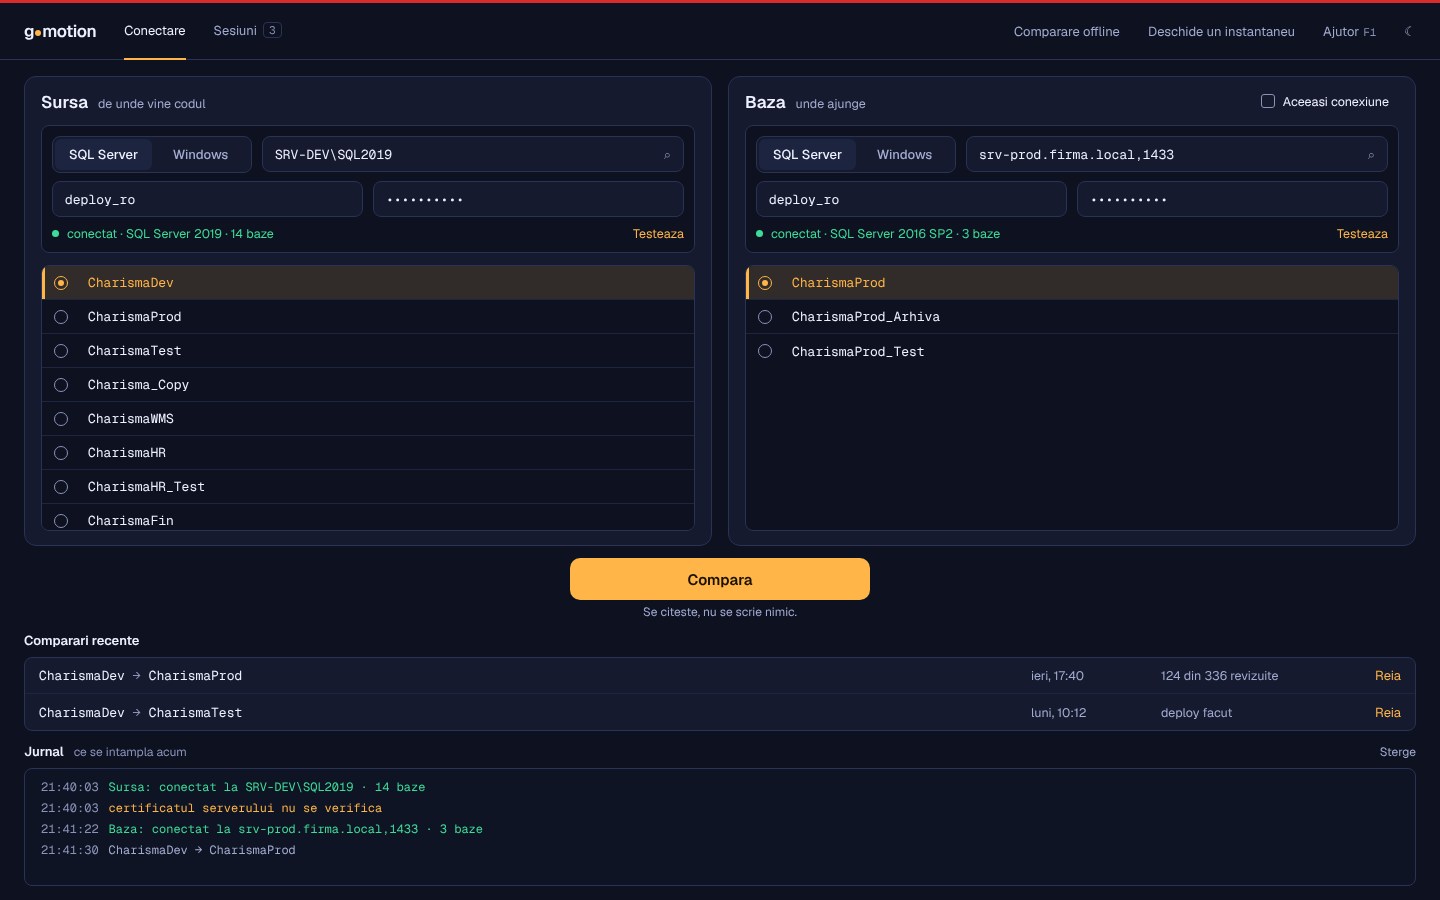 g•motion Conectare Sesiuni 3 Comparare offline Deschide un instantaneu Ajutor F1
Sursa de unde vine codul
SQL Server Windows SRV-DEV\SQL2019
deploy_ro ••••••••••
conectat · SQL Server 2019 · 14 baze Testeaza
CharismaDev
CharismaProd
CharismaTest
Charisma_Copy
CharismaWMS
CharismaHR
CharismaHR_Test
CharismaFin
Baza unde ajunge Aceeasi conexiune
SQL Server Windows srv-prod.firma.local,1433
deploy_ro ••••••••••
conectat · SQL Server 2016 SP2 · 3 baze Testeaza
CharismaProd
CharismaProd_Arhiva
CharismaProd_Test
Compara
Se citeste, nu se scrie nimic.
Comparari recente
CharismaDev → CharismaProd ieri, 17:40 124 din 336 revizuite Reia
CharismaDev → CharismaTest luni, 10:12 deploy facut Reia
Jurnal ce se intampla acum Sterge
21:40:03 Sursa: conectat la SRV-DEV\SQL2019 · 14 baze
21:40:03 certificatul serverului nu se verifica
21:41:22 Baza: conectat la srv-prod.firma.local,1433 · 3 baze
21:41:30 CharismaDev → CharismaProd